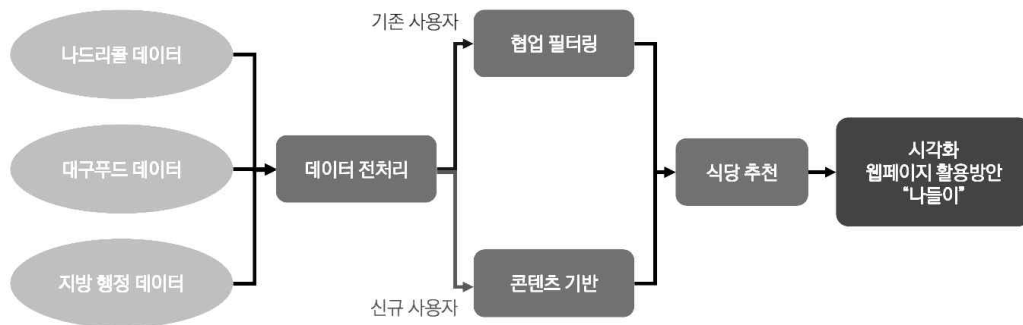 나드리콜 데이터
대구푸드 데이터
지방 행정 데이터
데이터 전처리
기존 사용자
협업 필터링
신규 사용자
콘텐츠 기반
식당 추천
시각화
웹페이지 활용방안
“나들이”